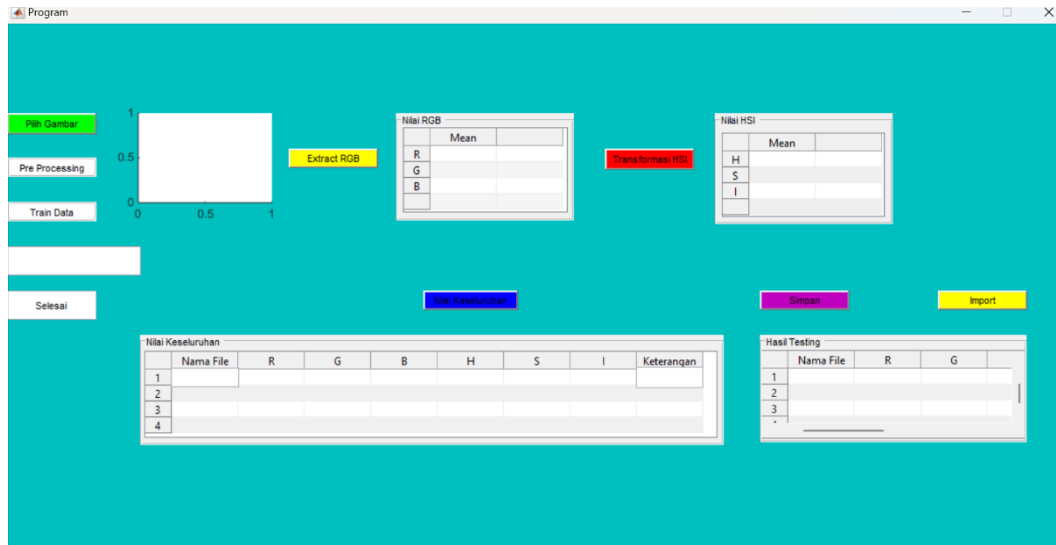 Program
Pilih Gambar
Pre Processing
Train Data
Selesai
1
0.5
0
0 0.5 1
Extract RGB
Nilai RGB
Mean
R
G
B
Transformasi HSI
Nilai HSI
Mean
H
S
I
Nilai Keseluruhan
Simpan
Import
Nilai Keseluruhan
Nama File R G B H S I Keterangan
1
2
3
4
Hasil Testing
Nama File R G
1
2
3